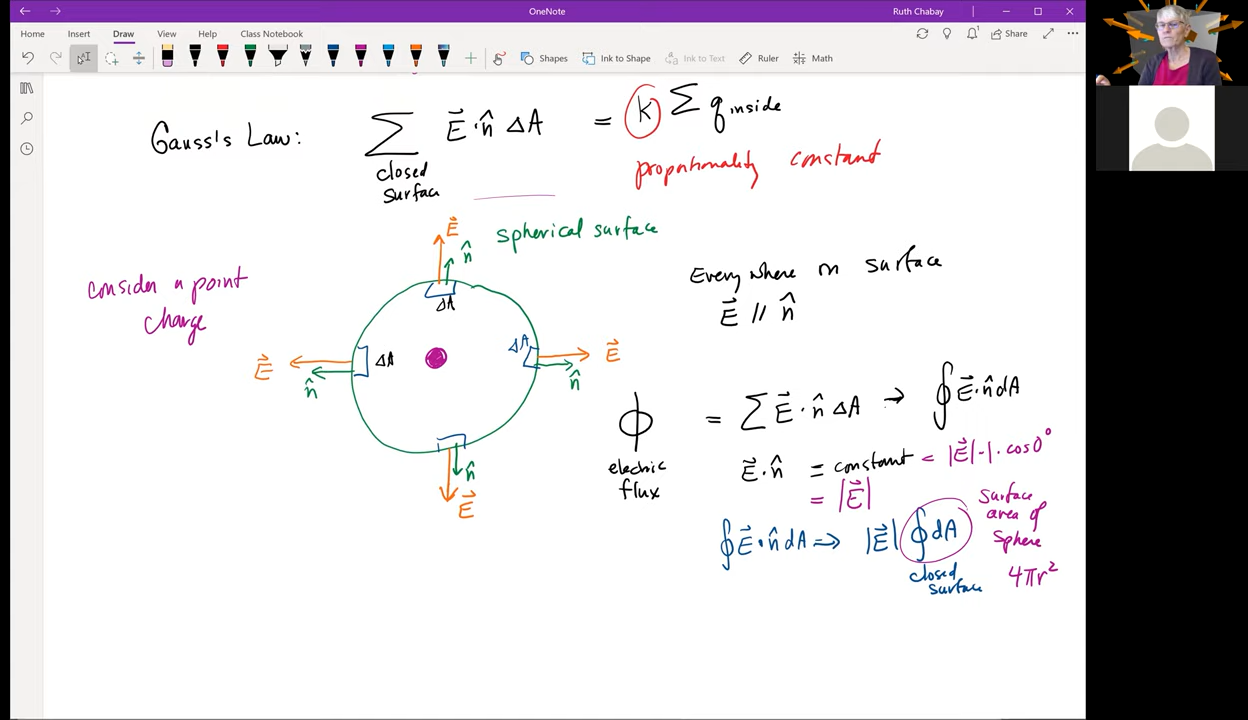 OneNote
Ruth Chabay
Home Insert Draw View Help Class Notebook
Share
Shapes Ink to Shape Ink to Text Ruler Math
Gauss's Law: ∑ E⃗·n̂ ΔA = k ∑ q inside
closed
surface
proportionality constant
E⃗
n̂
spherical surface
consider a point
charge
ΔA
ΔA
ΔA
E⃗
n̂
E⃗
n̂
n̂
E⃗
Everywhere on surface
E⃗ // n̂
ϕ = ∑ E⃗·n̂ ΔA → ∮ E⃗·n̂ dA
electric
flux
E⃗·n̂ = constant = |E⃗|·1·cos0°
= |E⃗|
∮ E⃗·n̂ dA ⇒ |E⃗| ∮ dA
closed
surface
Surface
area of
sphere
4πr²